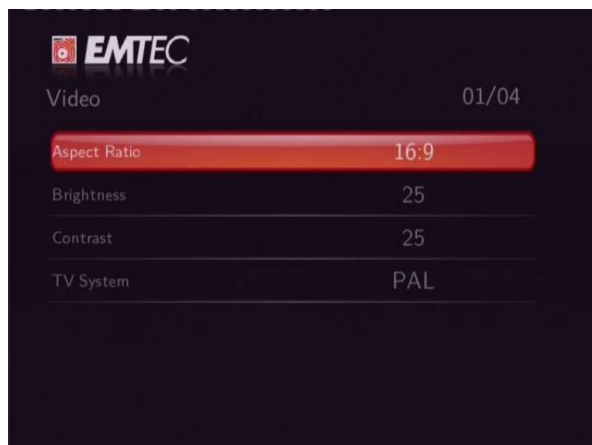 EMTEC
Video 01/04
Aspect Ratio 16:9
Brightness 25
Contrast 25
TV System PAL